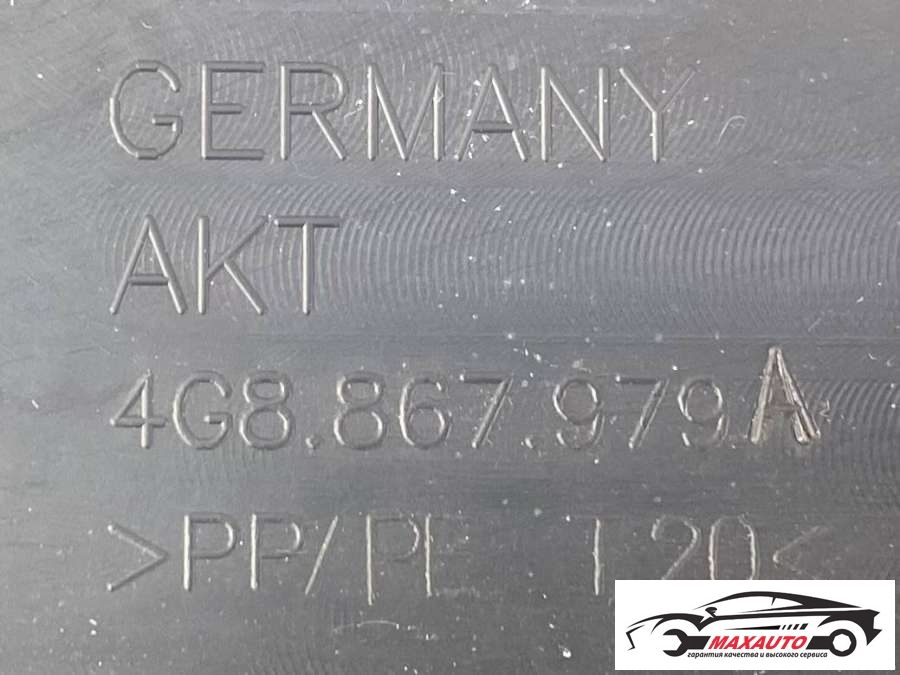 GERMANY
AKT
4G8.867.979 A
>PP/PE T20<
MAXAUTO
гарантия качества и высокого сервиса